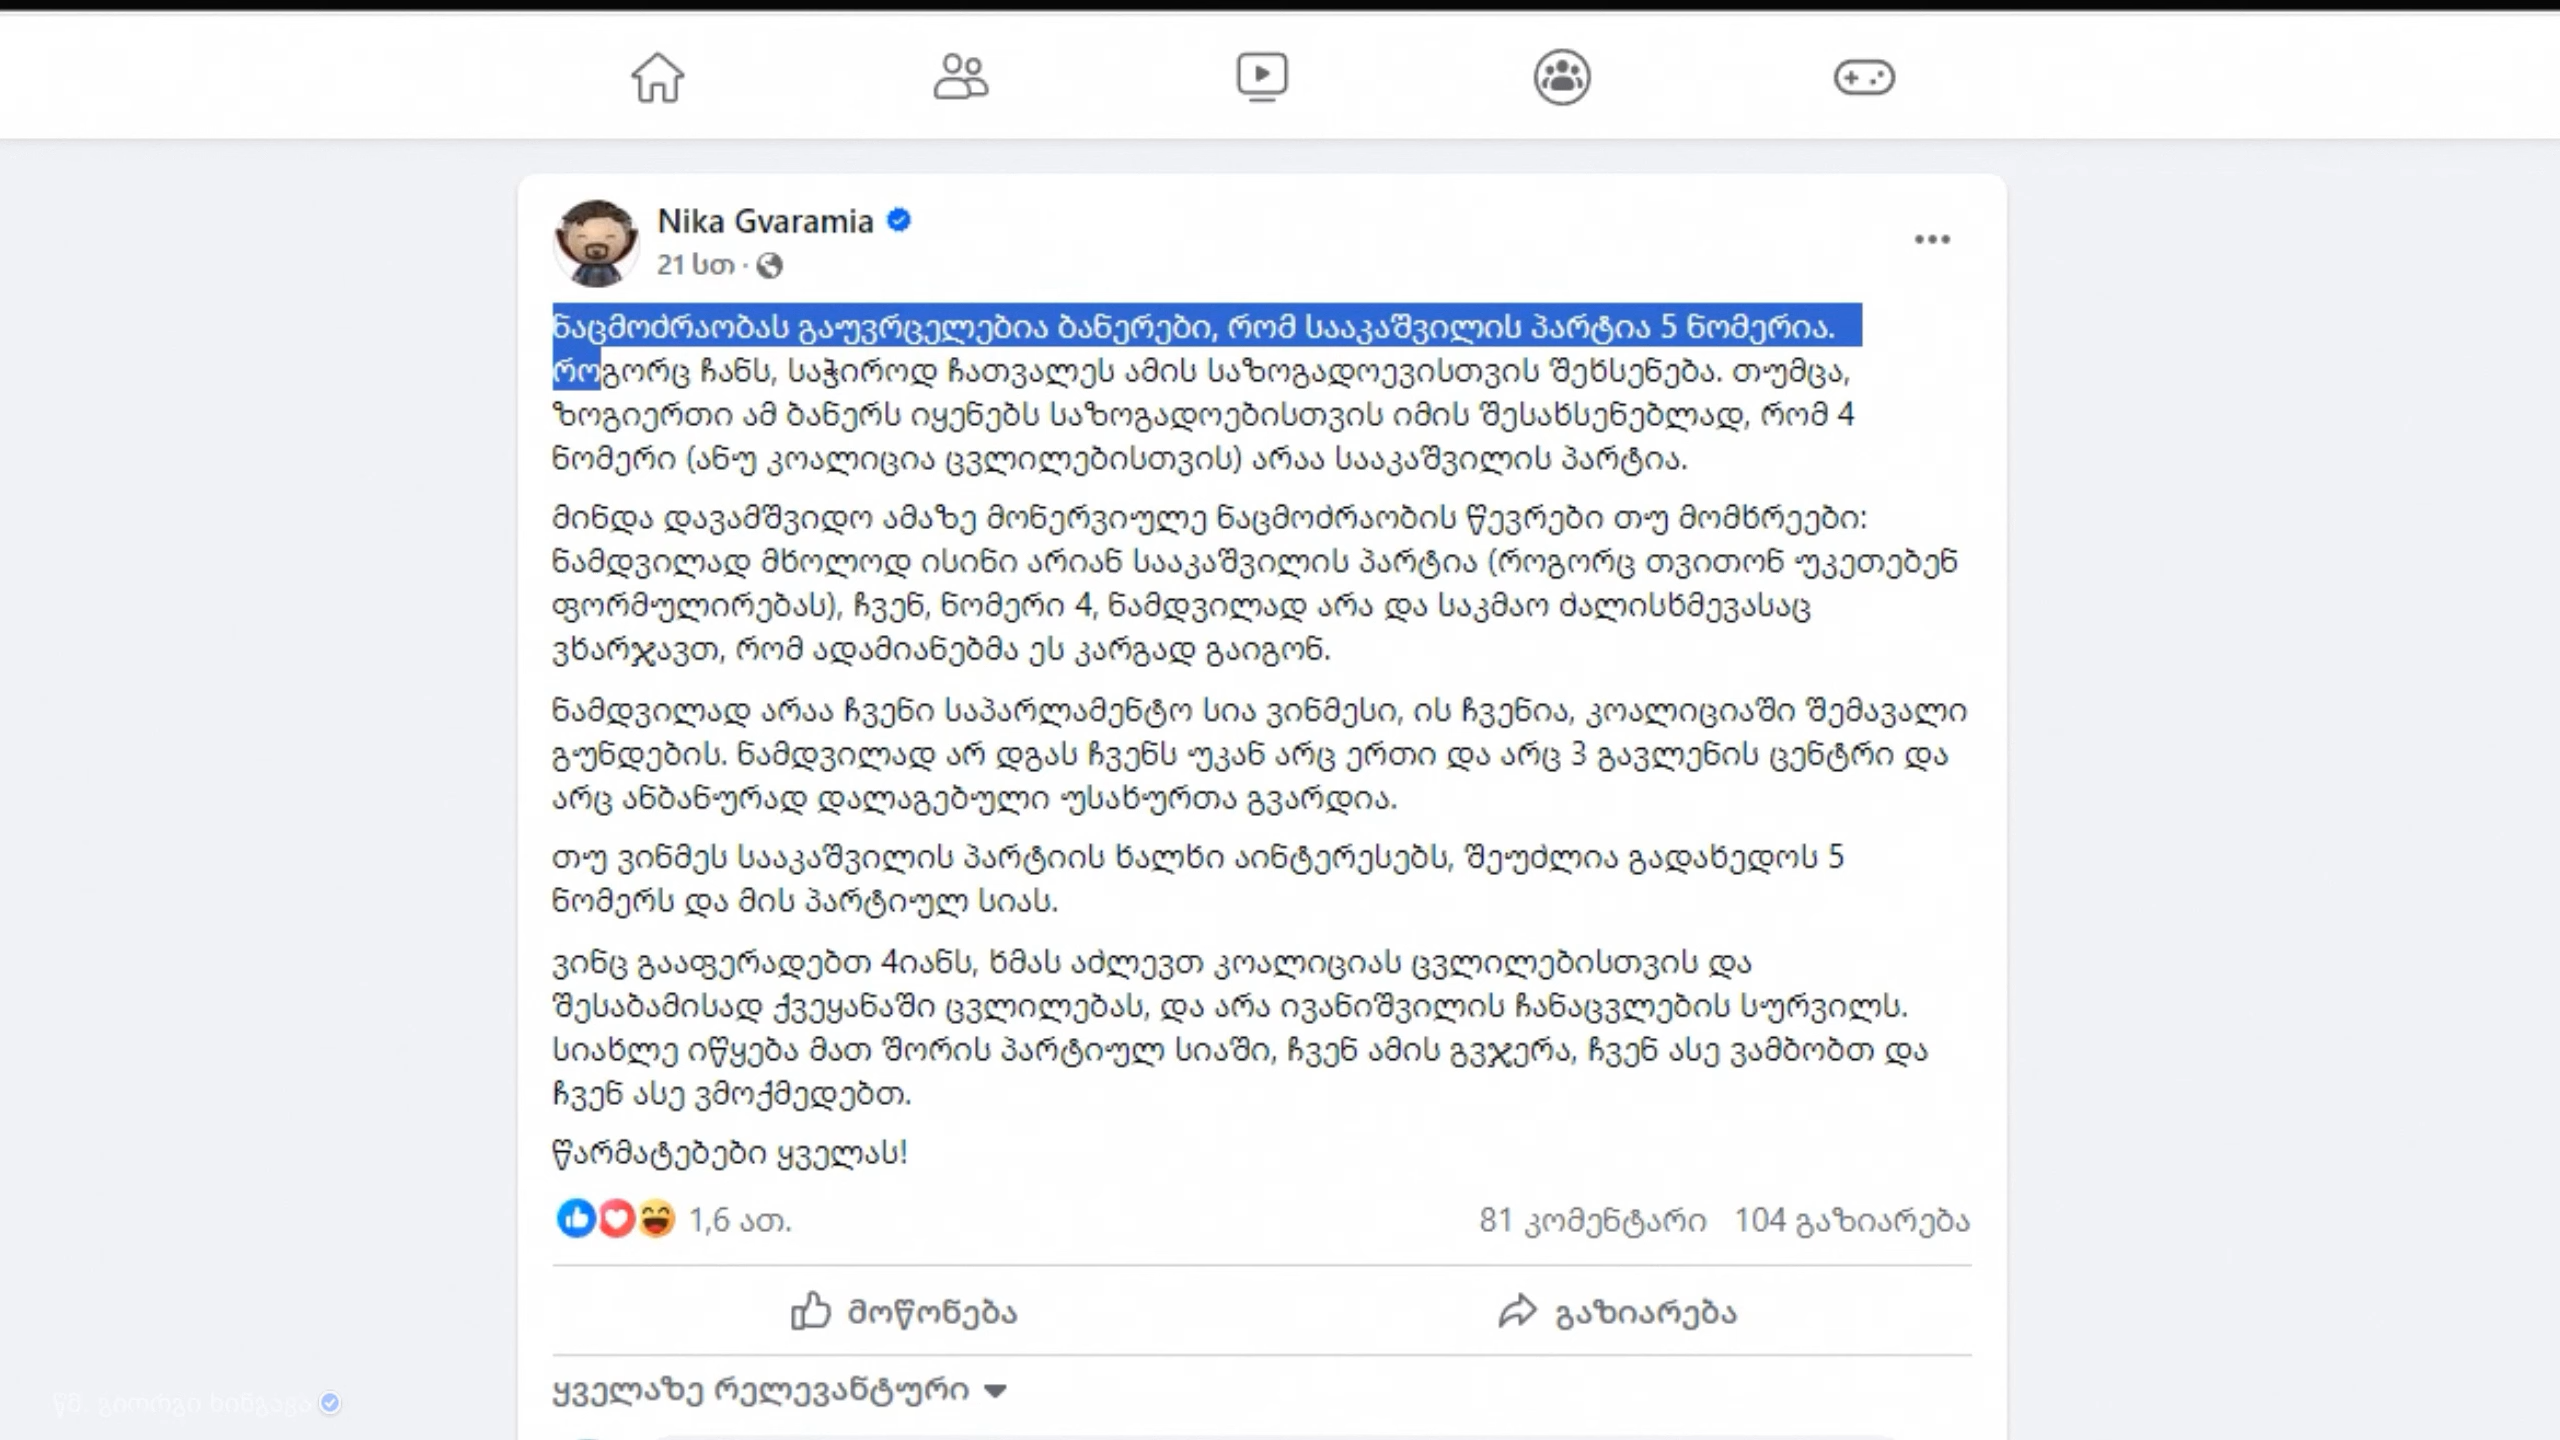 Nika Gvaramia
21 სთ ·
ნაცმოძრაობას გაუვრცელებია ბანერები, რომ სააკაშვილის პარტია 5 ნომერია.
როგორც ჩანს, საჭიროდ ჩათვალეს ამის საზოგადოევისთვის შეხსენება. თუმცა,
ზოგიერთი ამ ბანერს იყენებს საზოგადოებისთვის იმის შესახსენებლად, რომ 4
ნომერი (ანუ კოალიცია ცვლილებისთვის) არაა სააკაშვილის პარტია.
მინდა დავამშვიდო ამაზე მონერვიულე ნაცმოძრაობის წევრები თუ მომხრეები:
ნამდვილად მხოლოდ ისინი არიან სააკაშვილის პარტია (როგორც თვითონ უკეთებენ
ფორმულირებას), ჩვენ, ნომერი 4, ნამდვილად არა და საკმაო ძალისხმევასაც
ვხარჯავთ, რომ ადამიანებმა ეს კარგად გაიგონ.
ნამდვილად არაა ჩვენი საპარლამენტო სია ვინმესი, ის ჩვენია, კოალიციაში შემავალი
გუნდების. ნამდვილად არ დგას ჩვენს უკან არც ერთი და არც 3 გავლენის ცენტრი და
არც ანბანურად დალაგებული უსახურთა გვარდია.
თუ ვინმეს სააკაშვილის პარტიის ხალხი აინტერესებს, შეუძლია გადახედოს 5
ნომერს და მის პარტიულ სიას.
ვინც გააფერადებთ 4იანს, ხმას აძლევთ კოალიციას ცვლილებისთვის და
შესაბამისად ქვეყანაში ცვლილებას, და არა ივანიშვილის ჩანაცვლების სურვილს.
სიახლე იწყება მათ შორის პარტიულ სიაში, ჩვენ ამის გვჯერა, ჩვენ ასე ვამბობთ და
ჩვენ ასე ვმოქმედებთ.
წარმატებები ყველას!
1,6 ათ.
81 კომენტარი 104 გაზიარება
მოწონება
გაზიარება
ყველაზე რელევანტური